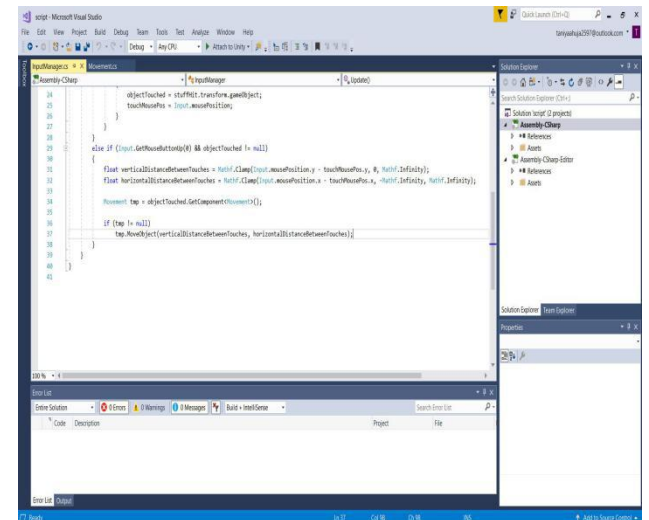 script - Microsoft Visual Studio
Quick Launch (Ctrl+Q)
File Edit View Project Build Debug Team Tools Test Analyze Window Help
taniyaahuja2597@outlook.com
T
Debug Any CPU Attach to Unity
Toolbox
InputManager.cs Movement.cs
Assembly-CSharp InputManager Update()
24 objectTouched = stuffHit.transform.gameObject;
25 touchMousePos = Input.mousePosition;
26 }
27 }
28 }
29 else if (Input.GetMouseButtonUp(0) && objectTouched != null)
30 {
31 float verticalDistanceBetweenTouches = Mathf.Clamp(Input.mousePosition.y - touchMousePos.y, 0, Mathf.Infinity);
32 float horizontalDistanceBetweenTouches = Mathf.Clamp(Input.mousePosition.x - touchMousePos.x, -Mathf.Infinity, Mathf.Infinity);
33
34 Movement tmp = objectTouched.GetComponent<Movement>();
35
36 if (tmp != null)
37 tmp.MoveObject(verticalDistanceBetweenTouches, horizontalDistanceBetweenTouches);
38 }
39 }
40 }
41
100 %
Solution Explorer
Search Solution Explorer (Ctrl+;)
Solution 'script' (2 projects)
Assembly-CSharp
References
Assets
Assembly-CSharp-Editor
References
Assets
Solution Explorer Team Explorer
Properties
Error List
Entire Solution 0 Errors 0 Warnings 0 Messages Build + IntelliSense Search Error List
Code Description Project File
Error List Output
Ready Ln 37 Col 98 Ch 98 INS Add to Source Control